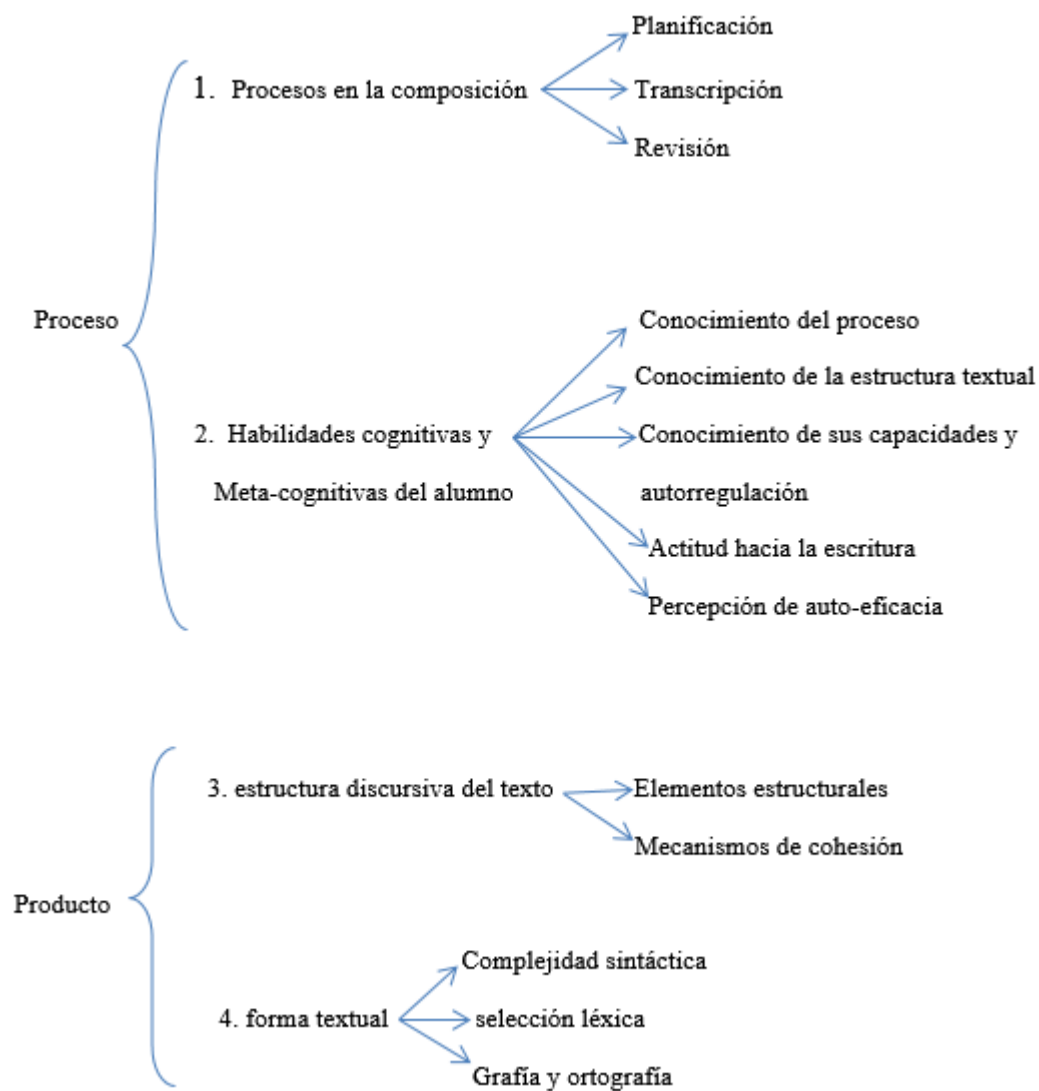 Planificación
1. Procesos en la composición
Transcripción
Revisión
Proceso
Conocimiento del proceso
Conocimiento de la estructura textual
2. Habilidades cognitivas y
Conocimiento de sus capacidades y
Meta-cognitivas del alumno
autorregulación
Actitud hacia la escritura
Percepción de auto-eficacia
3. estructura discursiva del texto
Elementos estructurales
Mecanismos de cohesión
Producto
Complejidad sintáctica
4. forma textual
selección léxica
Grafía y ortografía